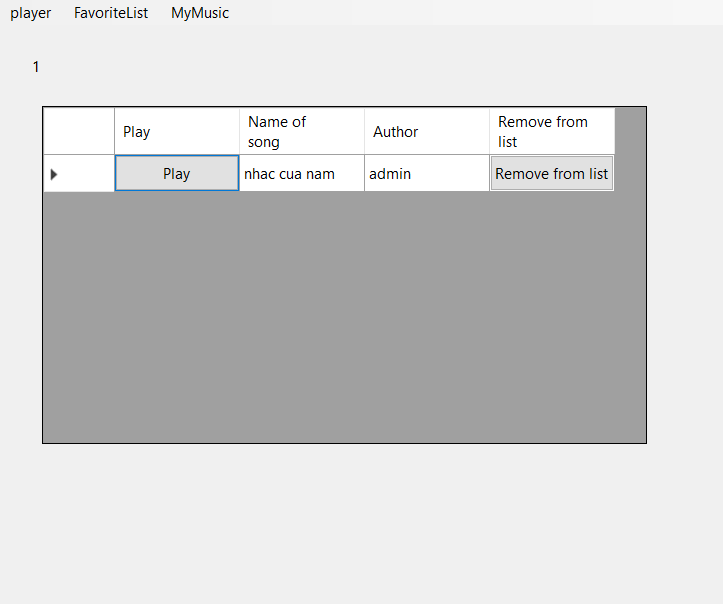 player FavoriteList MyMusic
1
Play Name of song Author Remove from list
Play nhac cua nam admin Remove from list